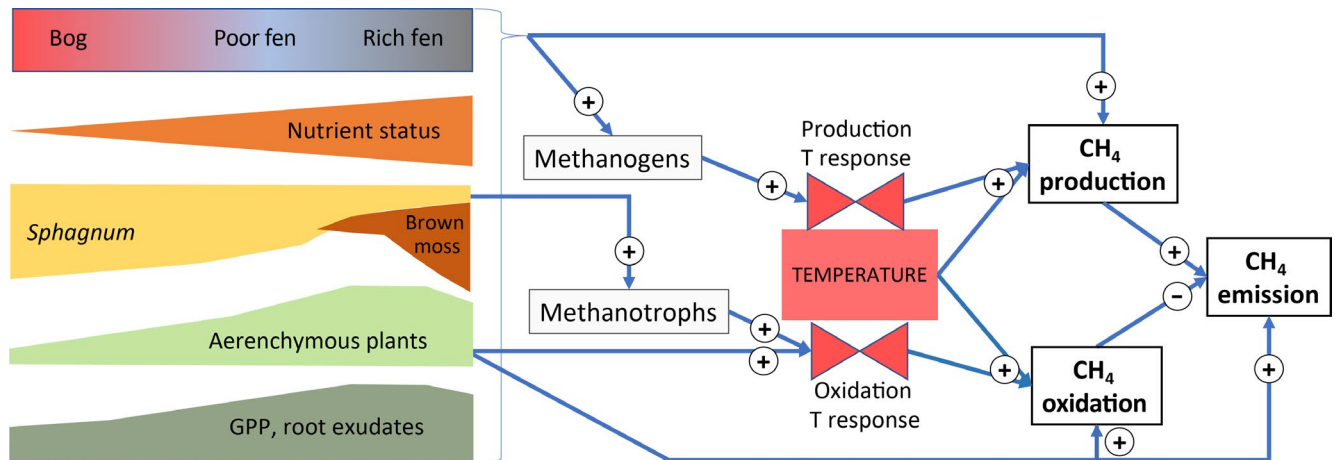 Bog Poor fen Rich fen
Nutrient status
Sphagnum
Brown
moss
Aerenchymous plants
GPP, root exudates
+
Methanogens
+
Methanotrophs
+
+
+
Production
T response
TEMPERATURE
Oxidation
T response
+
+
+
CH₄
production
+
CH₄
emission
−
CH₄
oxidation
+
+